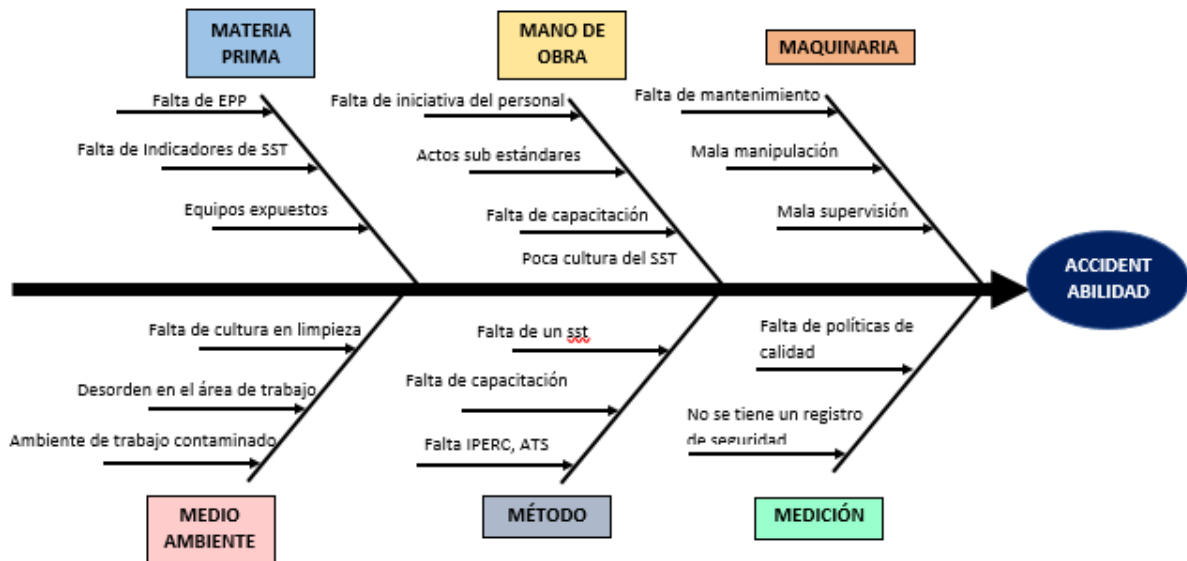 MATERIA
PRIMA
MANO DE
OBRA
MAQUINARIA
Falta de EPP
Falta de Indicadores de SST
Equipos expuestos
Falta de iniciativa del personal
Actos sub estándares
Falta de capacitación
Poca cultura del SST
Falta de mantenimiento
Mala manipulación
Mala supervisión
ACCIDENT
ABILIDAD
Falta de cultura en limpieza
Desorden en el área de trabajo
Ambiente de trabajo contaminado
Falta de un sst
Falta de capacitación
Falta IPERC, ATS
Falta de políticas de
calidad
No se tiene un registro
de seguridad
MEDIO
AMBIENTE
MÉTODO
MEDICIÓN